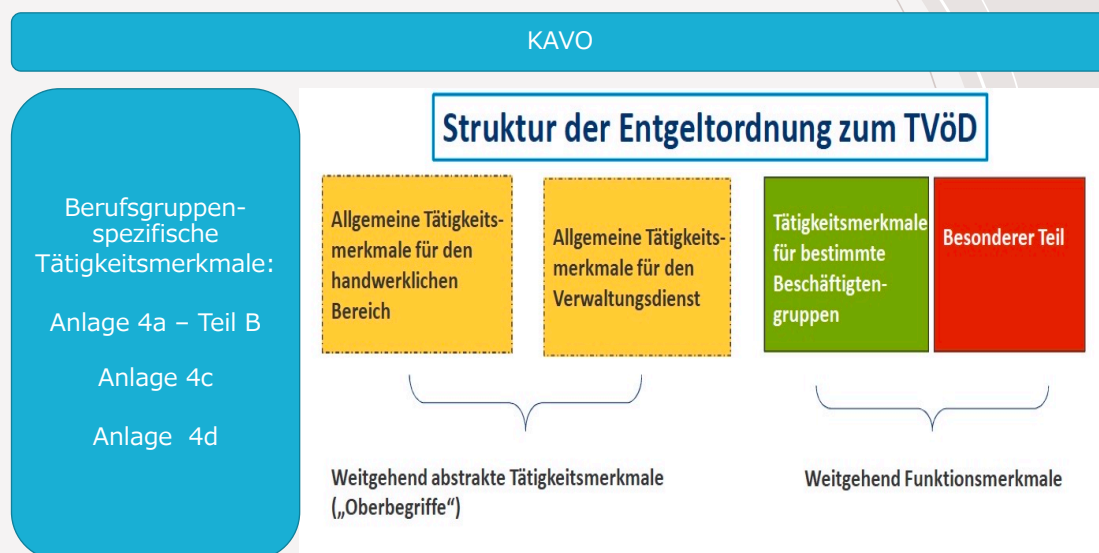 KAVO
Berufsgruppen-
spezifische
Tätigkeitsmerkmale:
Anlage 4a – Teil B
Anlage 4c
Anlage 4d
Struktur der Entgeltordnung zum TVöD
Allgemeine Tätigkeits-
merkmale für den
handwerklichen
Bereich
Allgemeine Tätigkeits-
merkmale für den
Verwaltungsdienst
Tätigkeitsmerkmale
für bestimmte
Beschäftigten-
gruppen
Besonderer Teil
Weitgehend abstrakte Tätigkeitsmerkmale
(„Oberbegriffe“)
Weitgehend Funktionsmerkmale